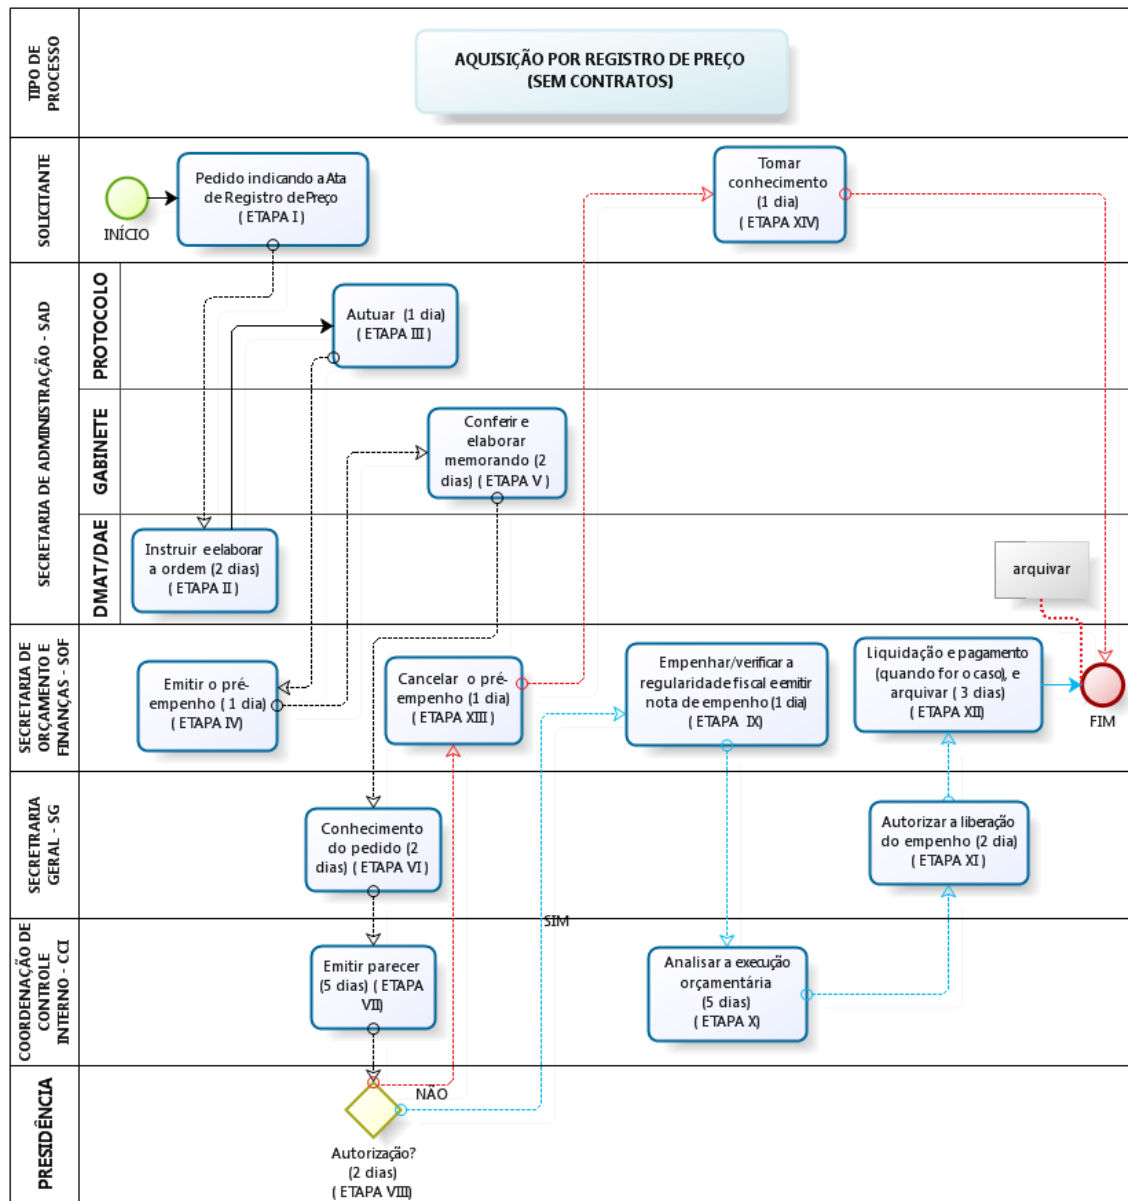 TIPO DE
PROCESSO
AQUISIÇÃO POR REGISTRO DE PREÇO
(SEM CONTRATOS)
SOLICITANTE
INÍCIO
Pedido indicando a Ata
de Registro de Preço
( ETAPA I )
Tomar
conhecimento
(1 dia)
( ETAPA XIV)
SECRETARIA DE ADMINISTRAÇÃO - SAD
PROTOCOLO
Autuar (1 dia)
( ETAPA III )
GABINETE
Conferir e
elaborar
memorando (2
dias) ( ETAPA V )
DMAT/DAE
Instruir e elaborar
a ordem (2 dias)
( ETAPA II )
arquivar
SECRETARIA DE
ORÇAMENTO E
FINANÇAS - SOF
Emitir o pré-
empenho ( 1 dia)
( ETAPA IV)
Cancelar o pré-
empenho (1 dia)
( ETAPA XIII )
Empenhar/verificar a
regularidade fiscal e emitir
nota de empenho (1 dia)
( ETAPA IX)
Liquidação e pagamento
(quando for o caso), e
arquivar ( 3 dias)
( ETAPA XII)
FIM
SECRETRARIA
GERAL - SG
Conhecimento
do pedido (2
dias) ( ETAPA VI )
Autorizar a liberação
do empenho (2 dia)
( ETAPA XI )
SIM
COORDENAÇÃO DE
CONTROLE
INTERNO - CCI
Emitir parecer
(5 dias) ( ETAPA
VII)
Analisar a execução
orçamentária
(5 dias)
( ETAPA X)
PRESIDÊNCIA
NÃO
Autorização?
(2 dias)
( ETAPA VIII)